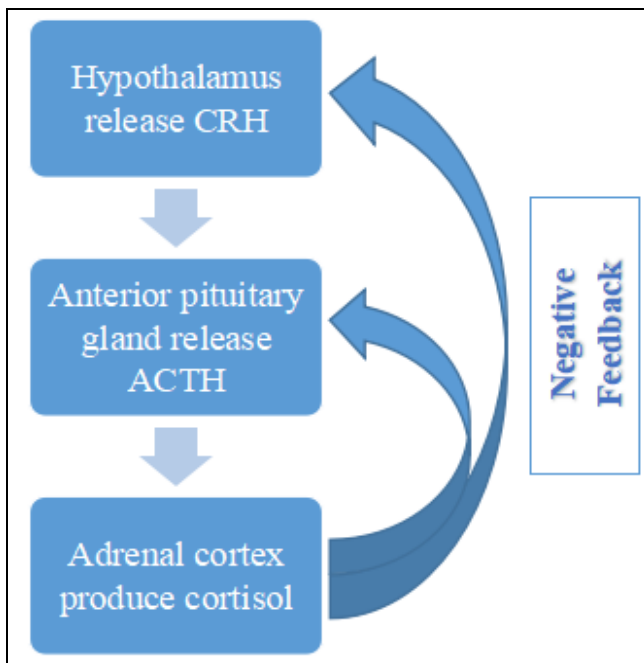 Hypothalamus
release CRH
Anterior pituitary
gland release
ACTH
Adrenal cortex
produce cortisol
Negative
Feedback